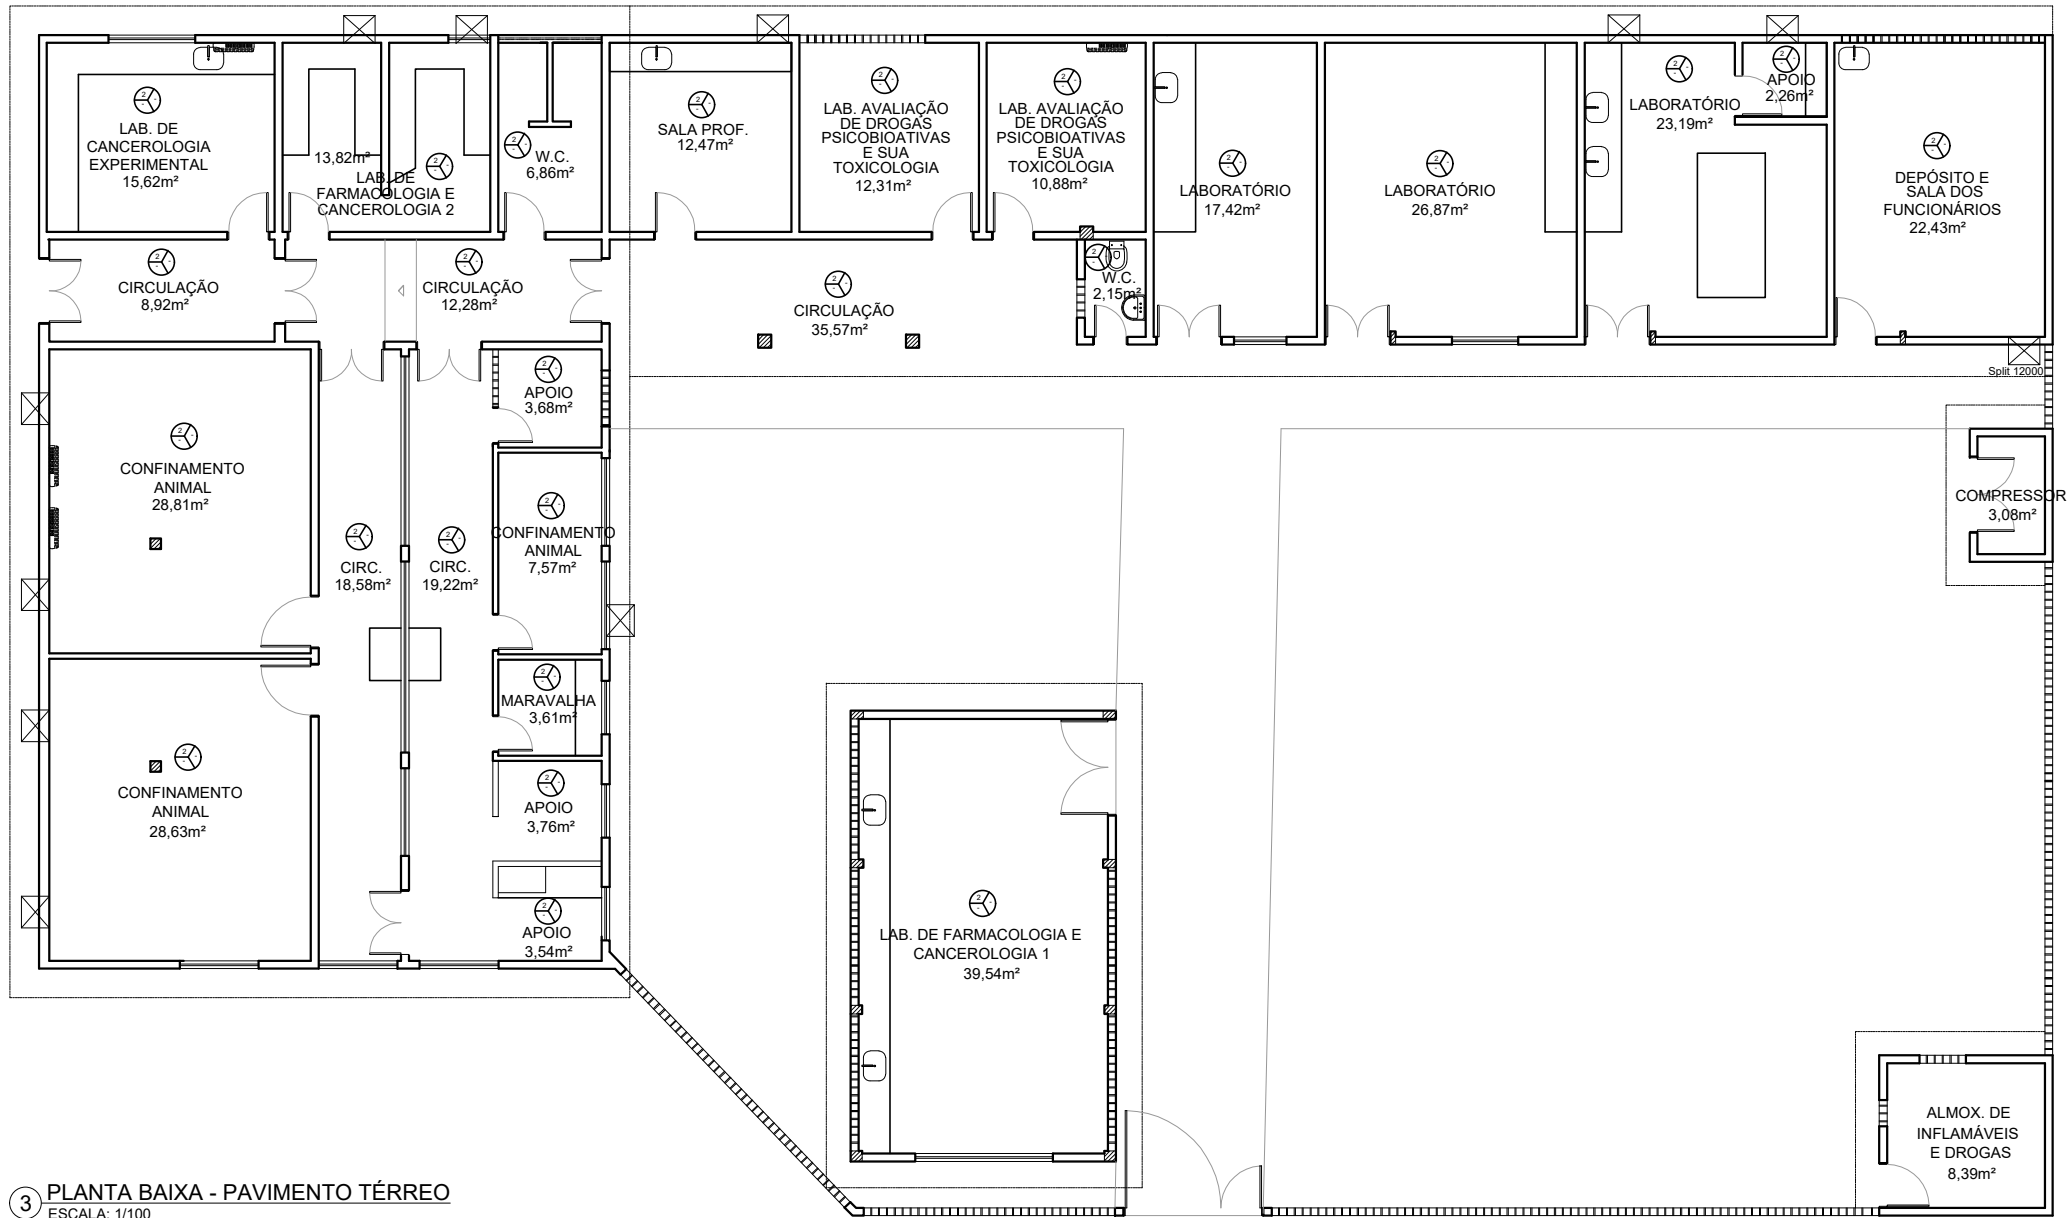 LAB. DE
CANCEROLOGIA
EXPERIMENTAL
15,62m²
13,82m²
LAB. DE
FARMACOLOGIA E
CANCEROLOGIA 2
W.C.
6,86m²
SALA PROF.
12,47m²
LAB. AVALIAÇÃO
DE DROGAS
PSICOBIOATIVAS
E SUA
TOXICOLOGIA
12,31m²
LAB. AVALIAÇÃO
DE DROGAS
PSICOBIOATIVAS
E SUA
TOXICOLOGIA
10,88m²
LABORATÓRIO
17,42m²
LABORATÓRIO
26,87m²
LABORATÓRIO
23,19m²
APOIO
2,26m²
DEPÓSITO E
SALA DOS
FUNCIONÁRIOS
22,43m²
CIRCULAÇÃO
8,92m²
CIRCULAÇÃO
12,28m²
CIRCULAÇÃO
35,57m²
W.C.
2,15m²
Split 12000
APOIO
3,68m²
CONFINAMENTO
ANIMAL
28,81m²
CIRC.
18,58m²
CIRC.
19,22m²
CONFINAMENTO
ANIMAL
7,57m²
COMPRESSOR
3,08m²
MARAVALHA
3,61m²
CONFINAMENTO
ANIMAL
28,63m²
APOIO
3,76m²
APOIO
3,54m²
LAB. DE FARMACOLOGIA E
CANCEROLOGIA 1
39,54m²
ALMOX. DE
INFLAMÁVEIS
E DROGAS
8,39m²
3 PLANTA BAIXA - PAVIMENTO TÉRREO
ESCALA: 1/100